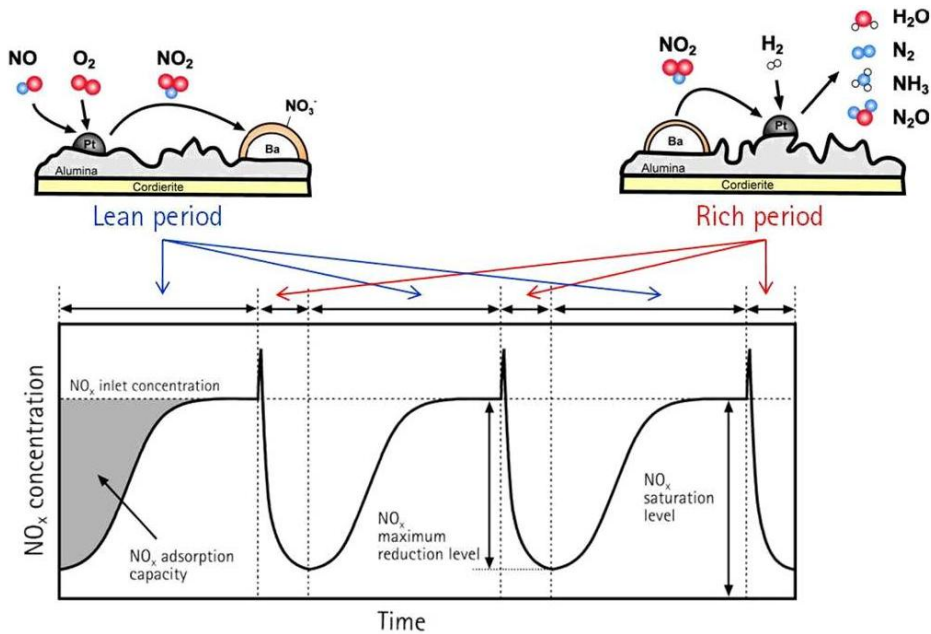 NO O₂ NO₂
NO₃⁻
Pt
Ba
Alumina
Cordierite
Lean period
NO₂ H₂
H₂O
N₂
NH₃
N₂O
Pt
Ba
Alumina
Cordierite
Rich period
NOₓ concentration
NOₓ inlet concentration
NOₓ adsorption
capacity
NOₓ
maximum
reduction level
NOₓ
saturation
level
Time